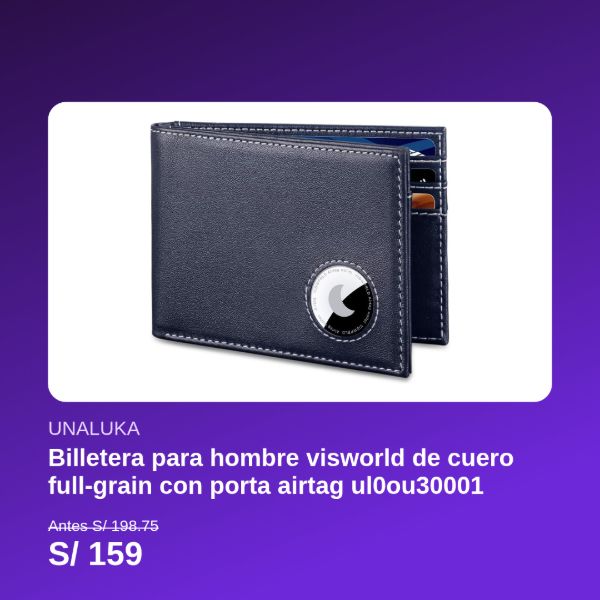 UNALUKA
Billetera para hombre visworld de cuero
full-grain con porta airtag ul0ou30001
Antes S/ 198.75
S/ 159